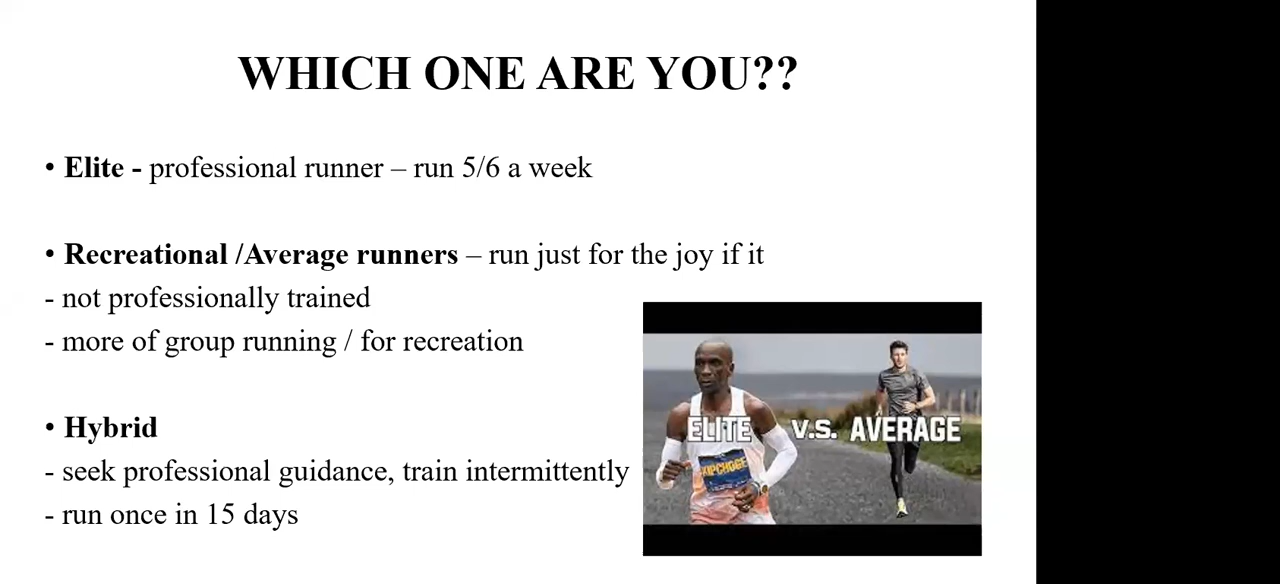 WHICH ONE ARE YOU??
• Elite - professional runner – run 5/6 a week
• Recreational /Average runners – run just for the joy if it
- not professionally trained
- more of group running / for recreation
• Hybrid
- seek professional guidance, train intermittently
- run once in 15 days
ELITE V.S. AVERAGE
KIPCHOGE